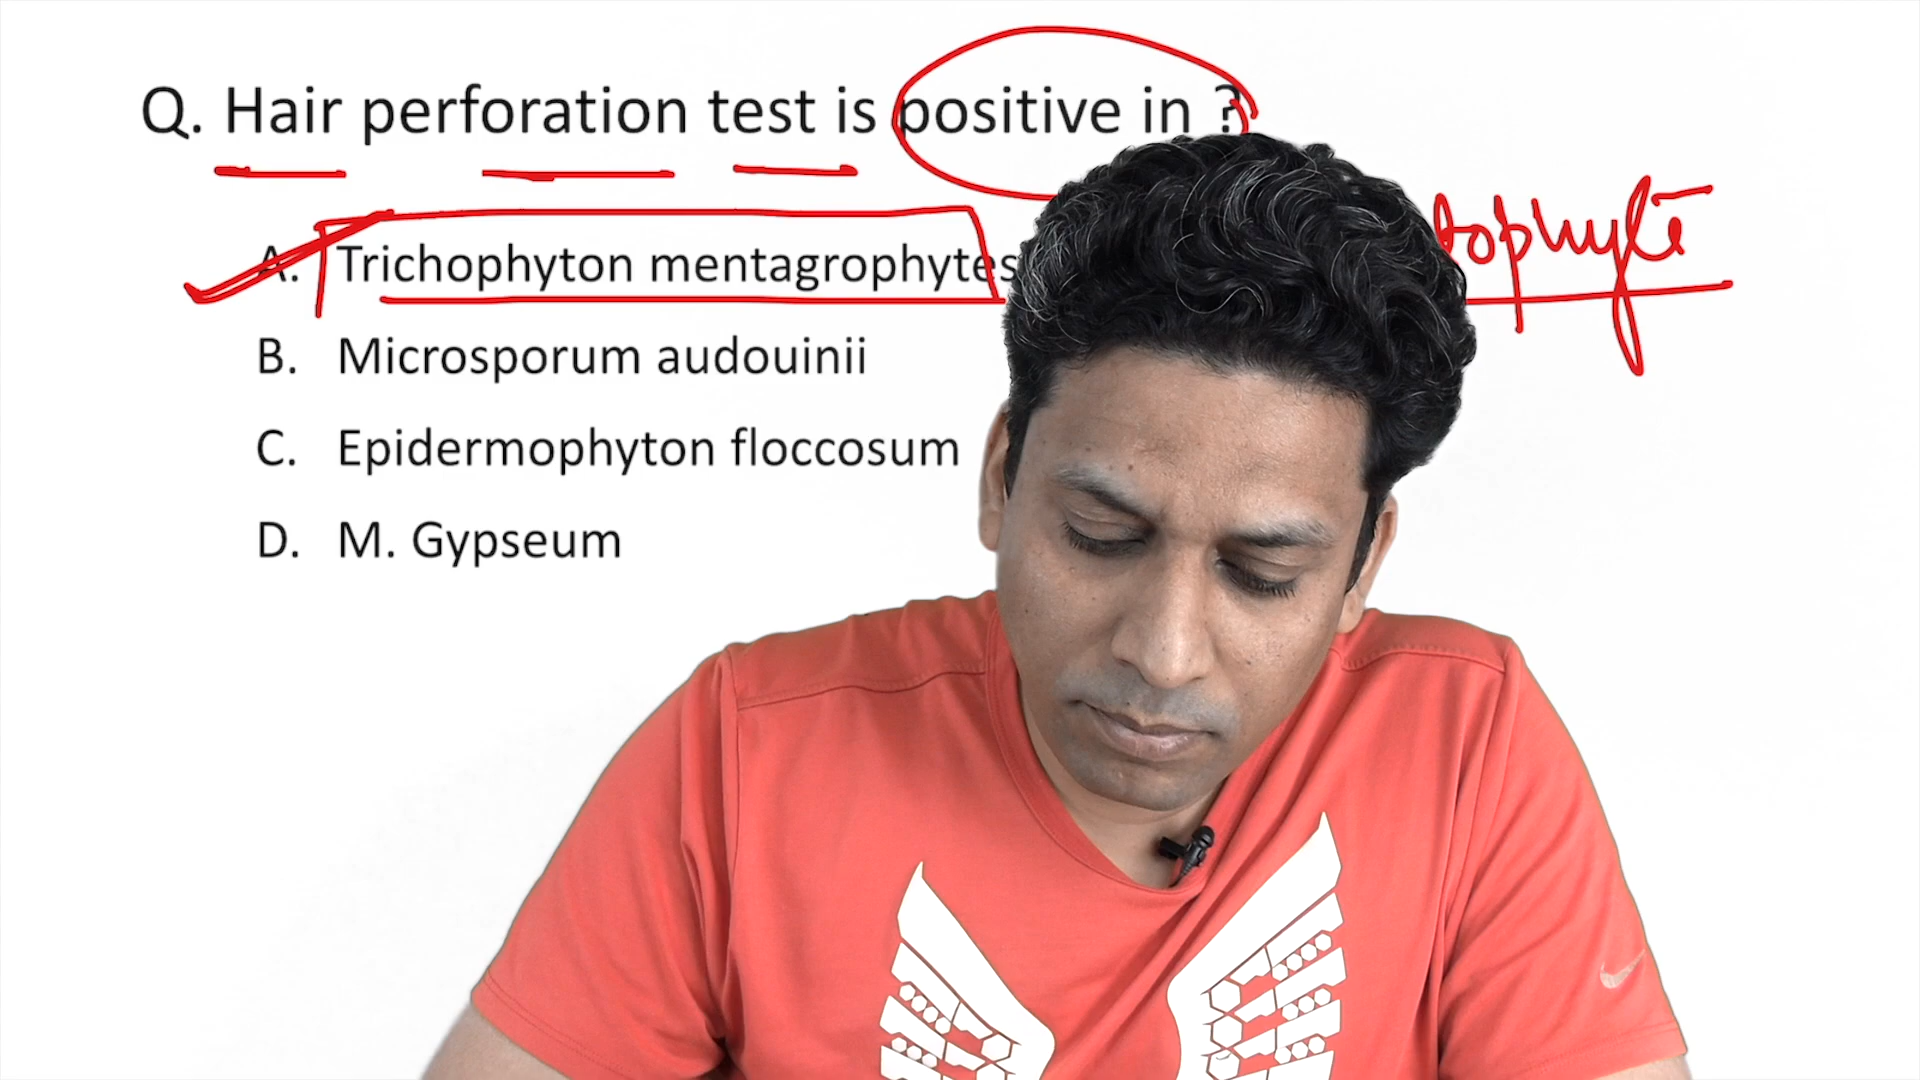 Q. Hair perforation test is positive in ?
A. Trichophyton mentagrophytes
B. Microsporum audouinii
C. Epidermophyton floccosum
D. M. Gypseum